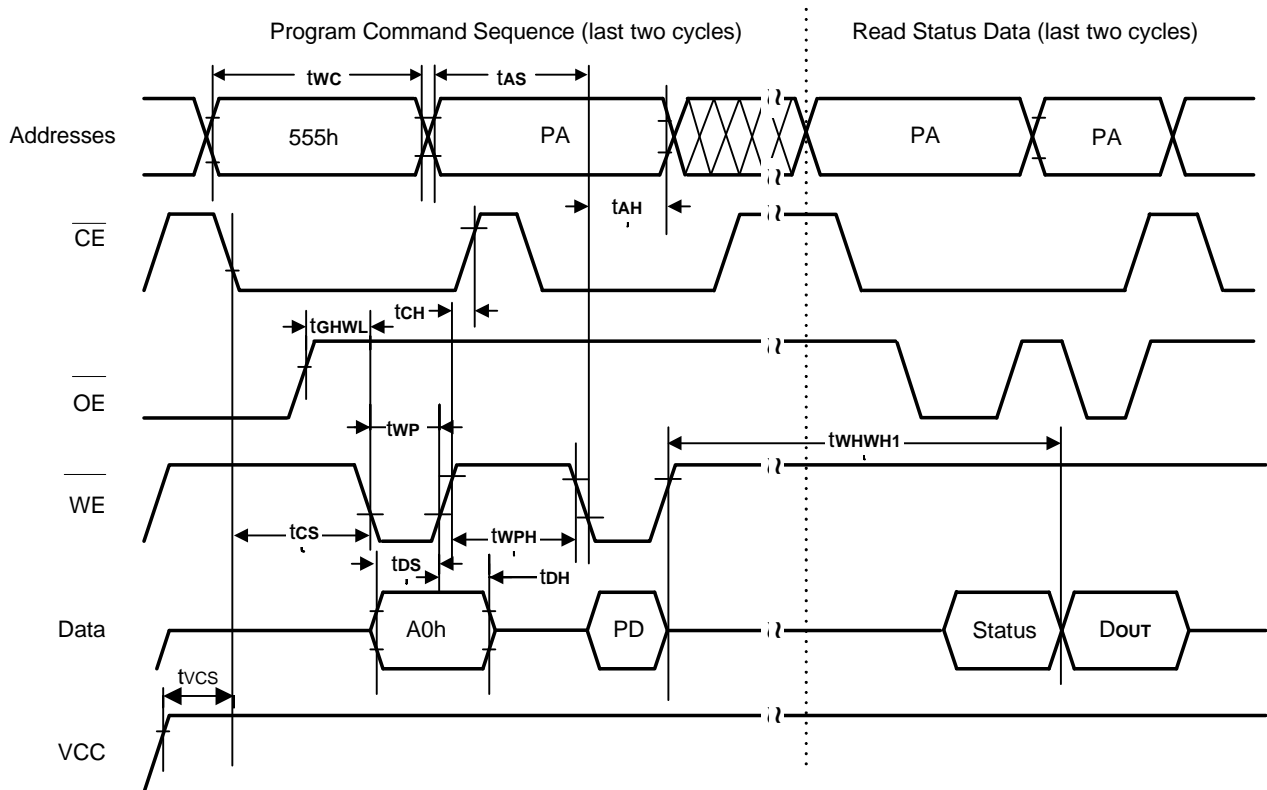 Program Command Sequence (last two cycles)
Read Status Data (last two cycles)
tWC
tAS
Addresses
555h
PA
PA
PA
tAH
CE
tCH
tGHWL
OE
tWP
tWHWH1
WE
tCS
tWPH
tDS
tDH
Data
A0h
PD
Status
DOUT
tVCS
VCC